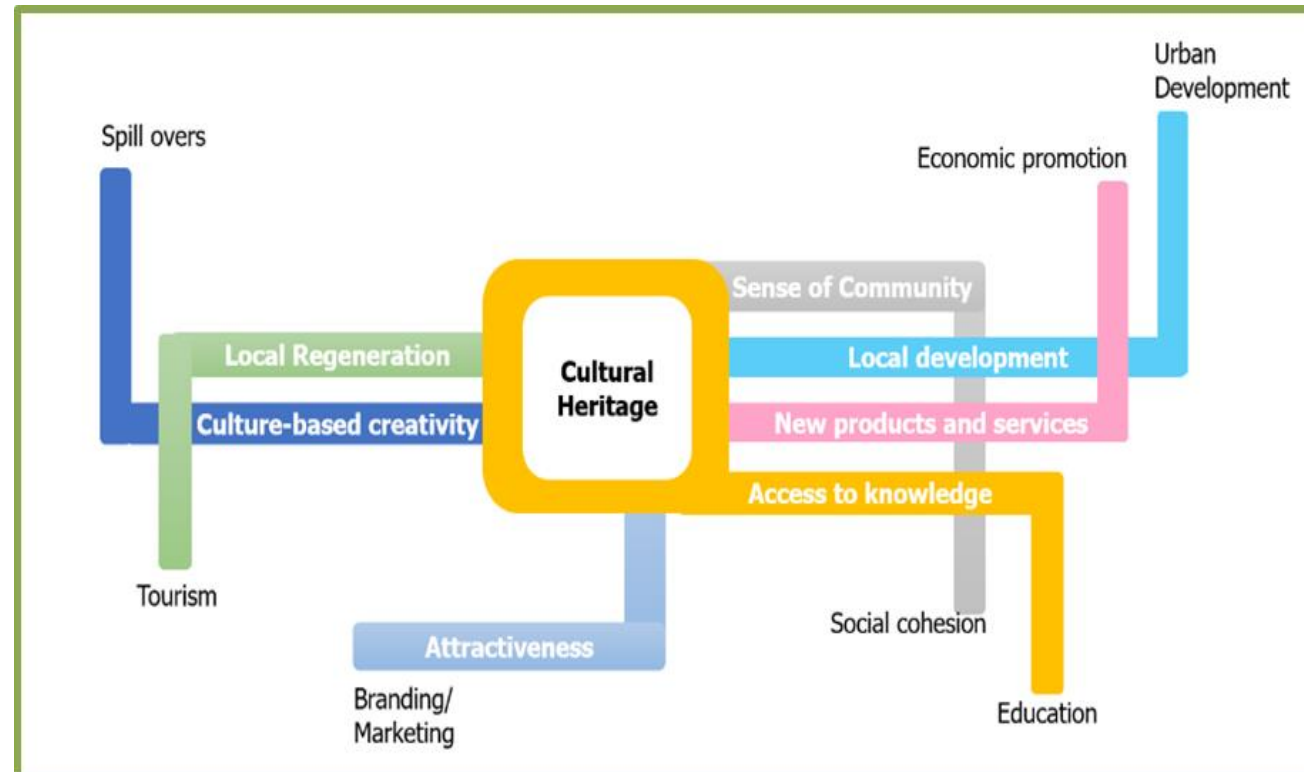 Urban
Development
Spill overs
Economic promotion
Sense of Community
Local Regeneration
Local development
Cultural
Heritage
Culture-based creativity
New products and services
Access to knowledge
Tourism
Social cohesion
Attractiveness
Branding/
Marketing
Education